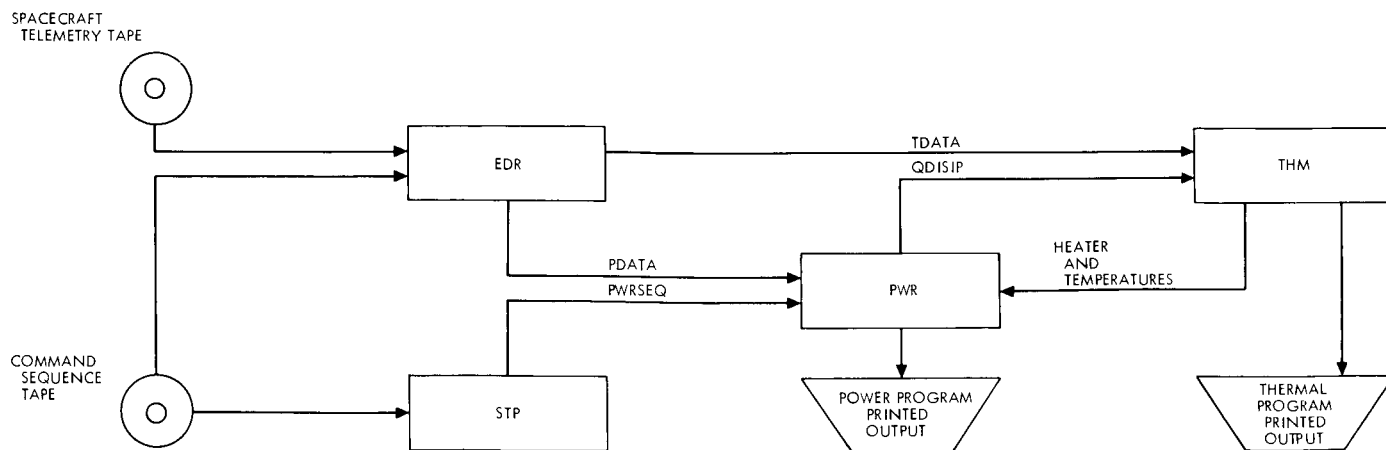 SPACECRAFT
TELEMETRY TAPE
EDR
TDATA
QDISIP
THM
PDATA
PWRSEQ
PWR
HEATER
AND
TEMPERATURES
COMMAND
SEQUENCE
TAPE
STP
POWER PROGRAM
PRINTED
OUTPUT
THERMAL
PROGRAM
PRINTED
OUTPUT